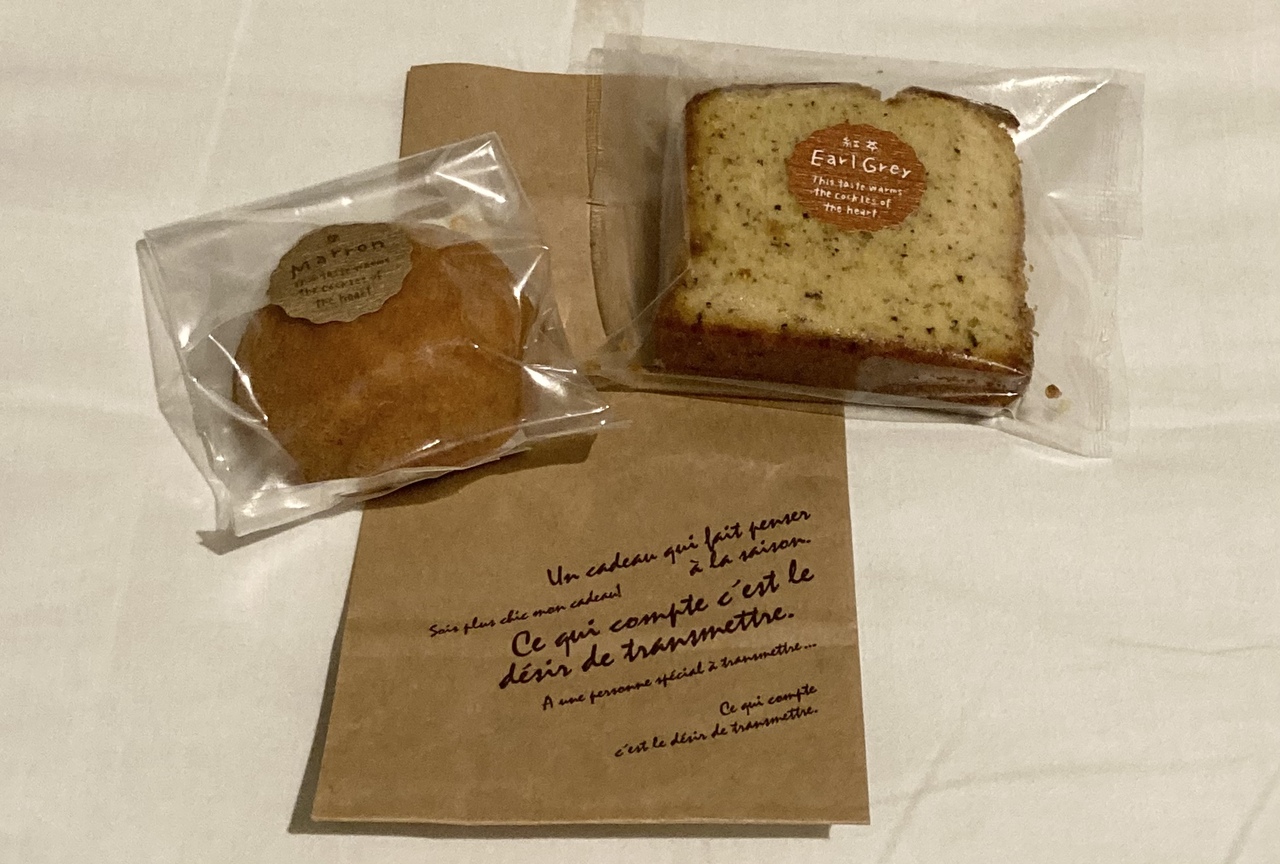 Marron
This taste warms
the cockles of
the heart
紅茶
Earl Grey
This taste warms
the cockles of
the heart.
Un cadeau qui fait penser
à la saison.
Sois plus chic mon cadeau!
Ce qui compte c'est le
désir de transmettre.
A une personne spécial à transmettre...
Ce qui compte
c'est le désir de transmettre.